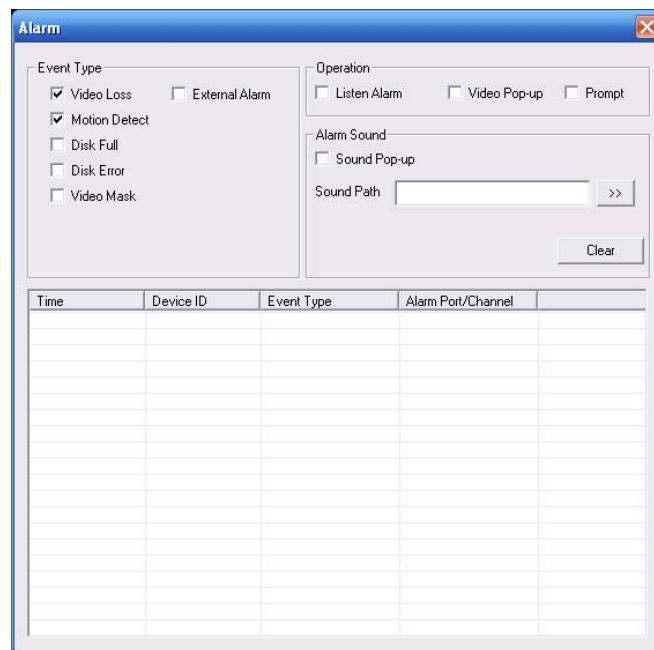 Alarm
Event Type
Video Loss External Alarm
Motion Detect
Disk Full
Disk Error
Video Mask
Operation
Listen Alarm Video Pop-up Prompt
Alarm Sound
Sound Pop-up
Sound Path >>
Clear
Time Device ID Event Type Alarm Port/Channel